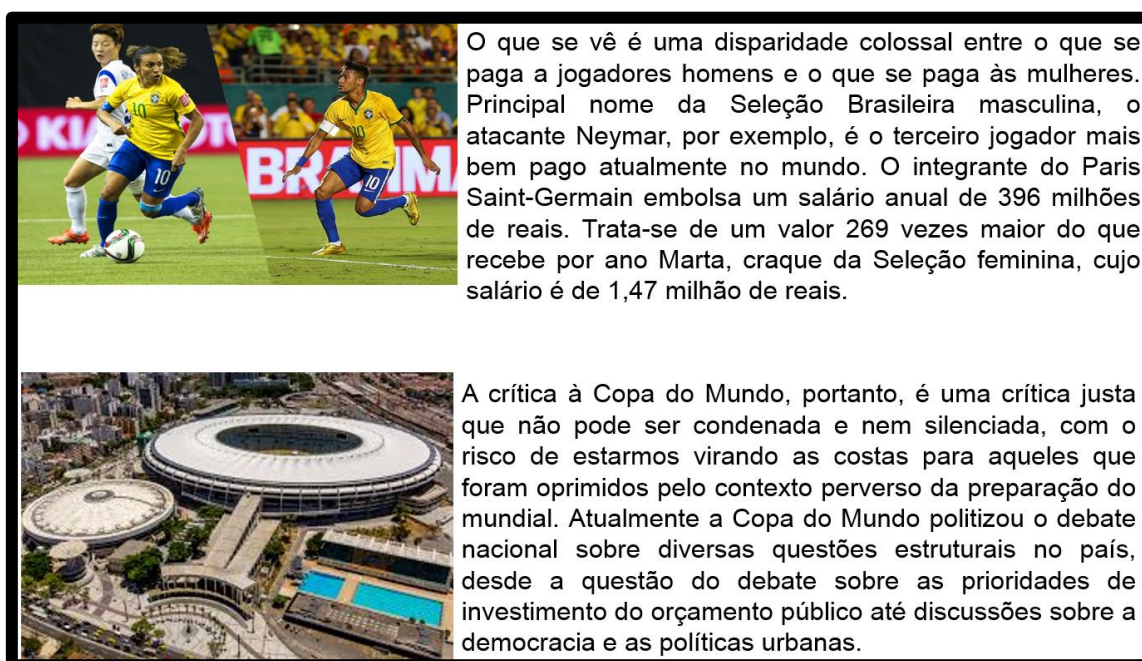 O que se vê é uma disparidade colossal entre o que se
paga a jogadores homens e o que se paga às mulheres.
Principal nome da Seleção Brasileira masculina, o
atacante Neymar, por exemplo, é o terceiro jogador mais
bem pago atualmente no mundo. O integrante do Paris
Saint-Germain embolsa um salário anual de 396 milhões
de reais. Trata-se de um valor 269 vezes maior do que
recebe por ano Marta, craque da Seleção feminina, cujo
salário é de 1,47 milhão de reais.
10
10
KIA
10
BRAHMA
10
A crítica à Copa do Mundo, portanto, é uma crítica justa
que não pode ser condenada e nem silenciada, com o
risco de estarmos virando as costas para aqueles que
foram oprimidos pelo contexto perverso da preparação do
mundial. Atualmente a Copa do Mundo politizou o debate
nacional sobre diversas questões estruturais no país,
desde a questão do debate sobre as prioridades de
investimento do orçamento público até discussões sobre a
democracia e as políticas urbanas.